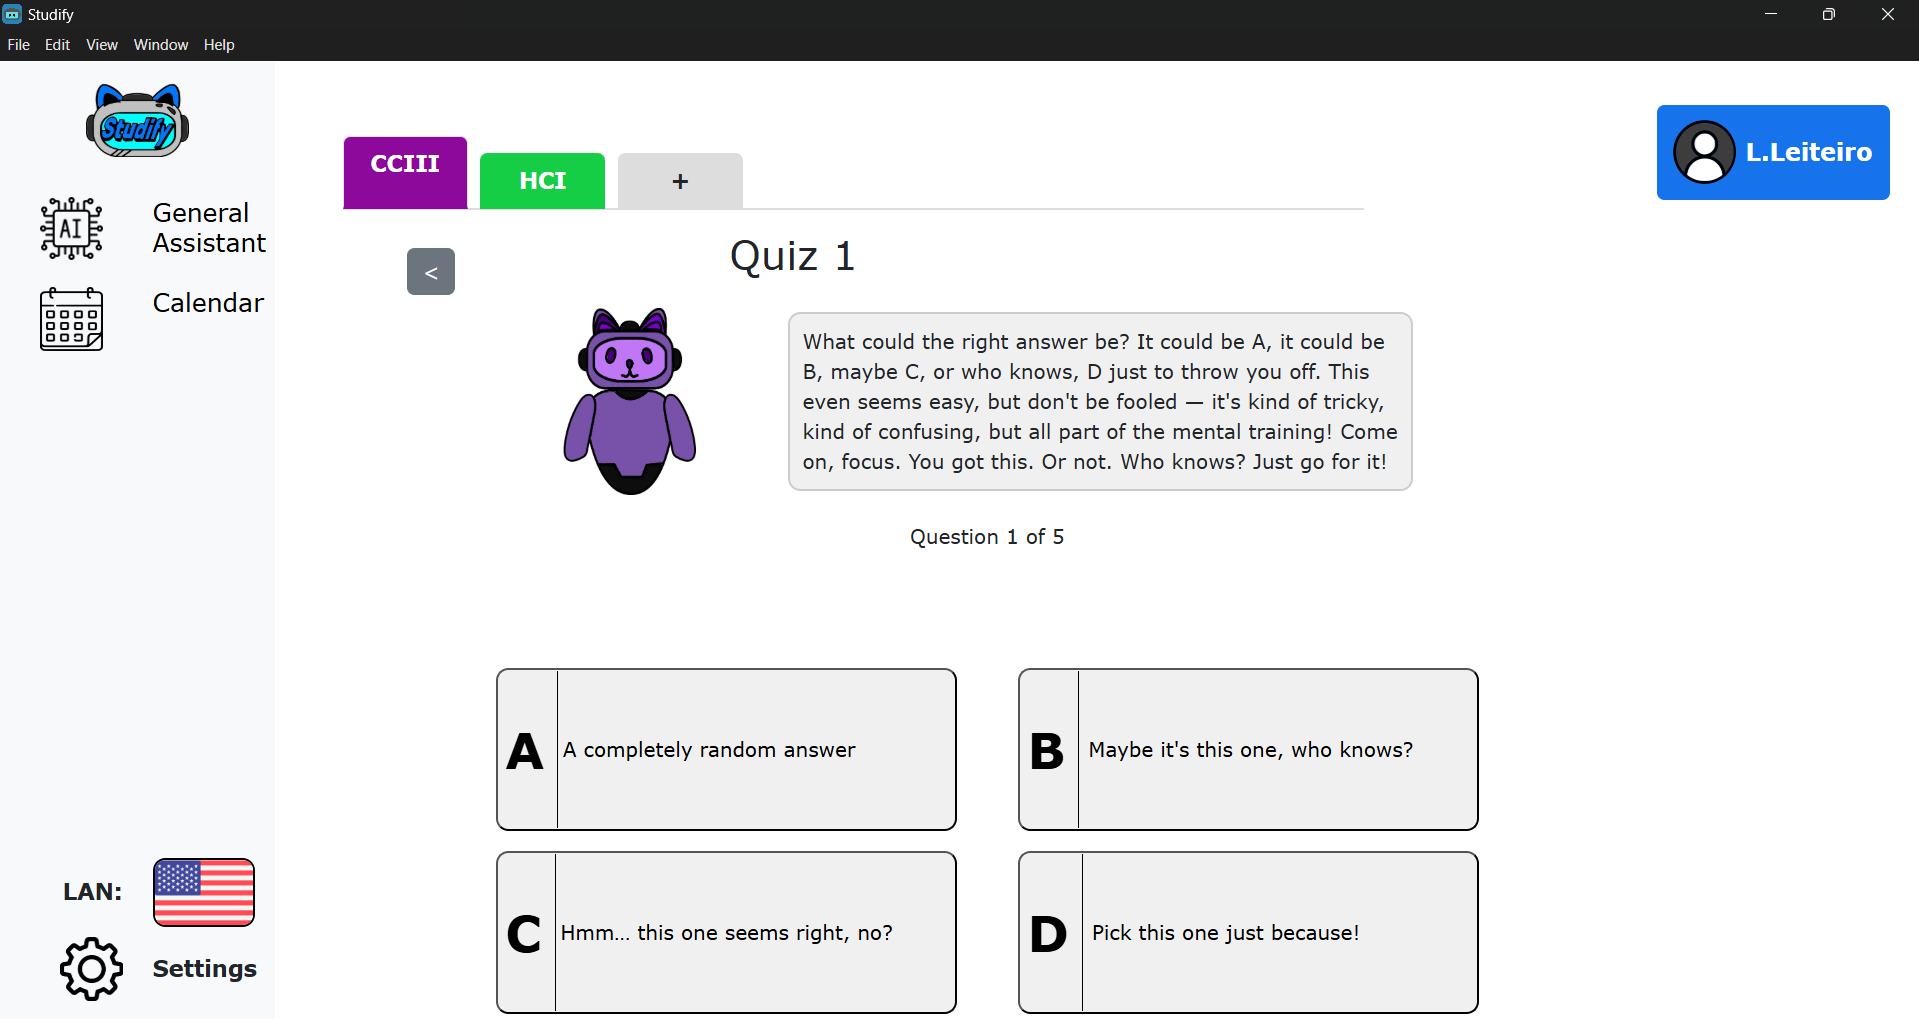 Studify
File Edit View Window Help
Studify
AI
General
Assistant
Calendar
LAN:
Settings
CCIII
HCI
+
L.Leiteiro
<
Quiz 1
What could the right answer be? It could be A, it could be
B, maybe C, or who knows, D just to throw you off. This
even seems easy, but don't be fooled — it's kind of tricky,
kind of confusing, but all part of the mental training! Come
on, focus. You got this. Or not. Who knows? Just go for it!
Question 1 of 5
A A completely random answer
B Maybe it's this one, who knows?
C Hmm... this one seems right, no?
D Pick this one just because!